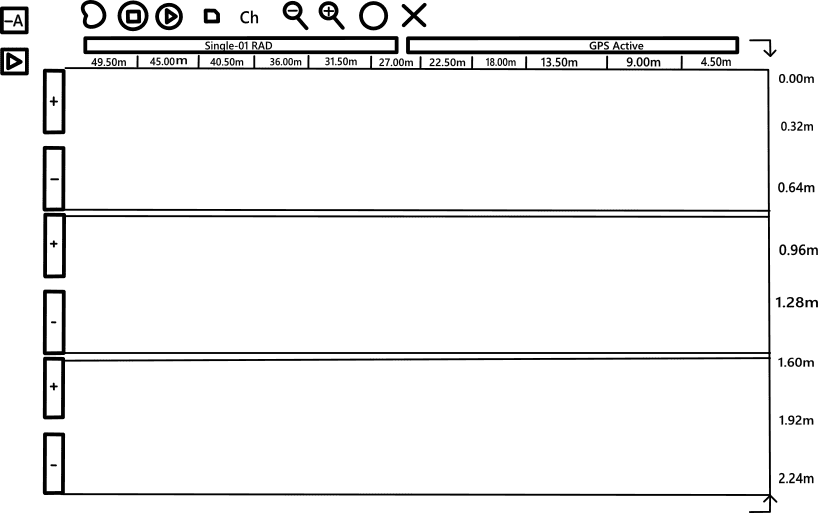 -A Ch
Single-01 RAD GPS Active
49.50m 45.00m 40.50m 36.00m 31.50m 27.00m 22.50m 18.00m 13.50m 9.00m 4.50m
0.00m
+
0.32m
-
0.64m
+
0.96m
1.28m
-
1.60m
+
1.92m
-
2.24m